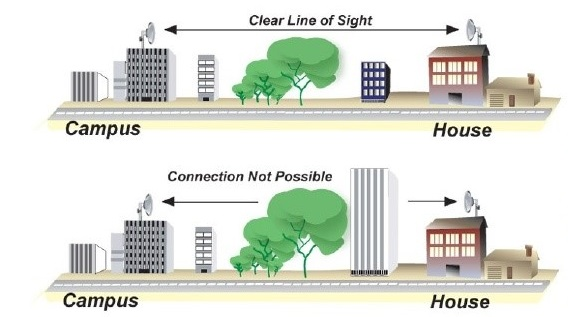 Clear Line of Sight
Campus
House
Connection Not Possible
Campus
House